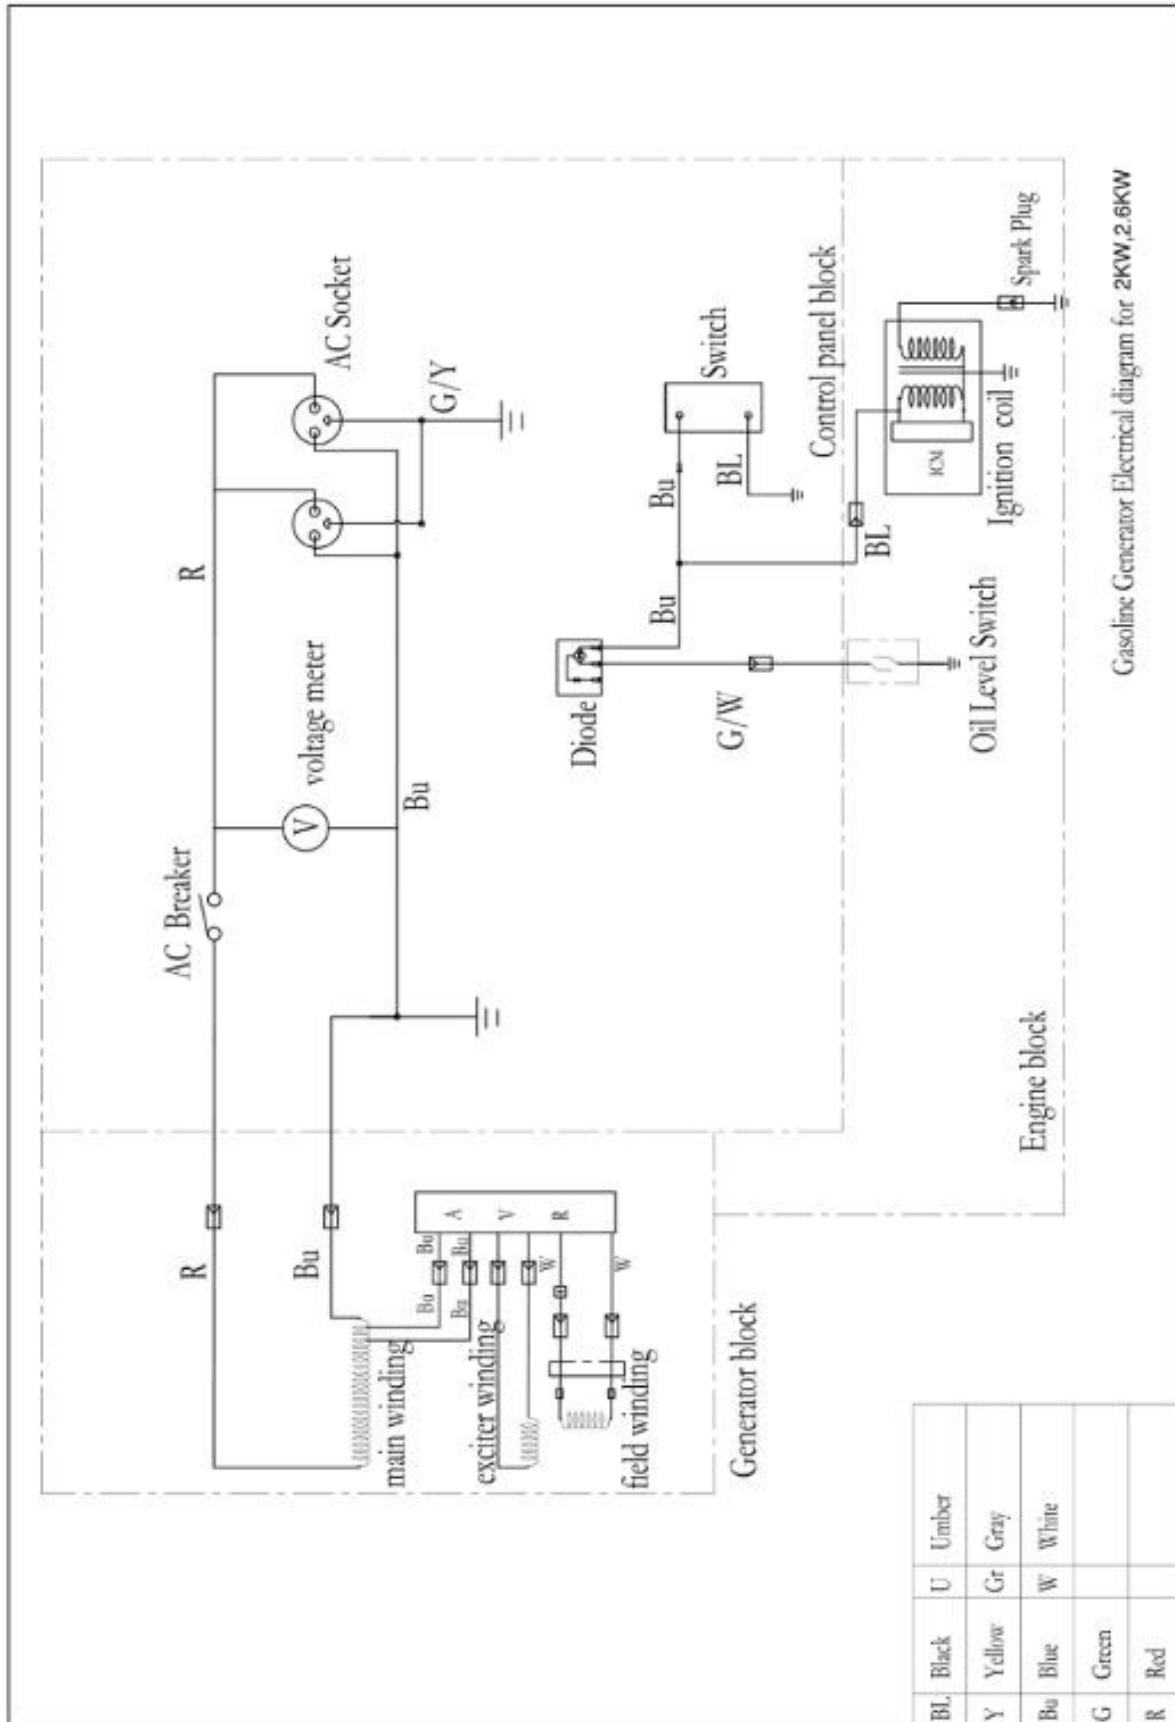 R
AC Breaker
R
voltage meter
V
AC Socket
G/Y
Bu
Bu
main winding
Bu
Bu
Bu
Bu
A
V
R
exciter winding
W
W
field winding
Generator block
Diode
Bu
Bu
BL
Switch
G/W
Control panel block
BL
ICM
Ignition coil
Spark Plug
Oil Level Switch
Engine block
Gasoline Generator Electrical diagram for 2KW,2.6KW
BL Black U Umber
Y Yellow Gr Gray
Bu Blue W White
G Green
R Red